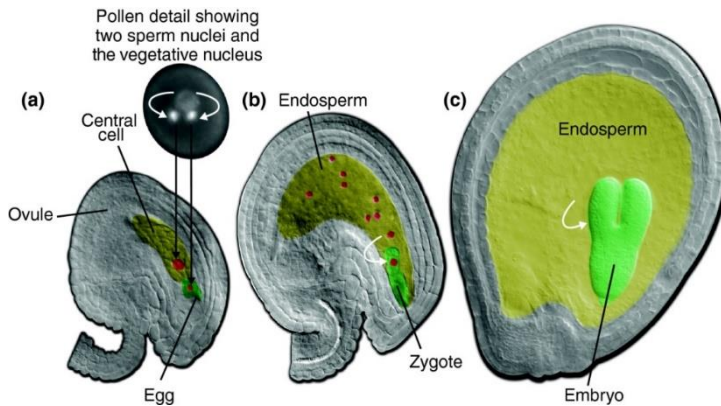 Pollen detail showing
two sperm nuclei and
the vegetative nucleus
(a)
Central
cell
Ovule
Egg
(b)
Endosperm
Zygote
(c)
Endosperm
Embryo